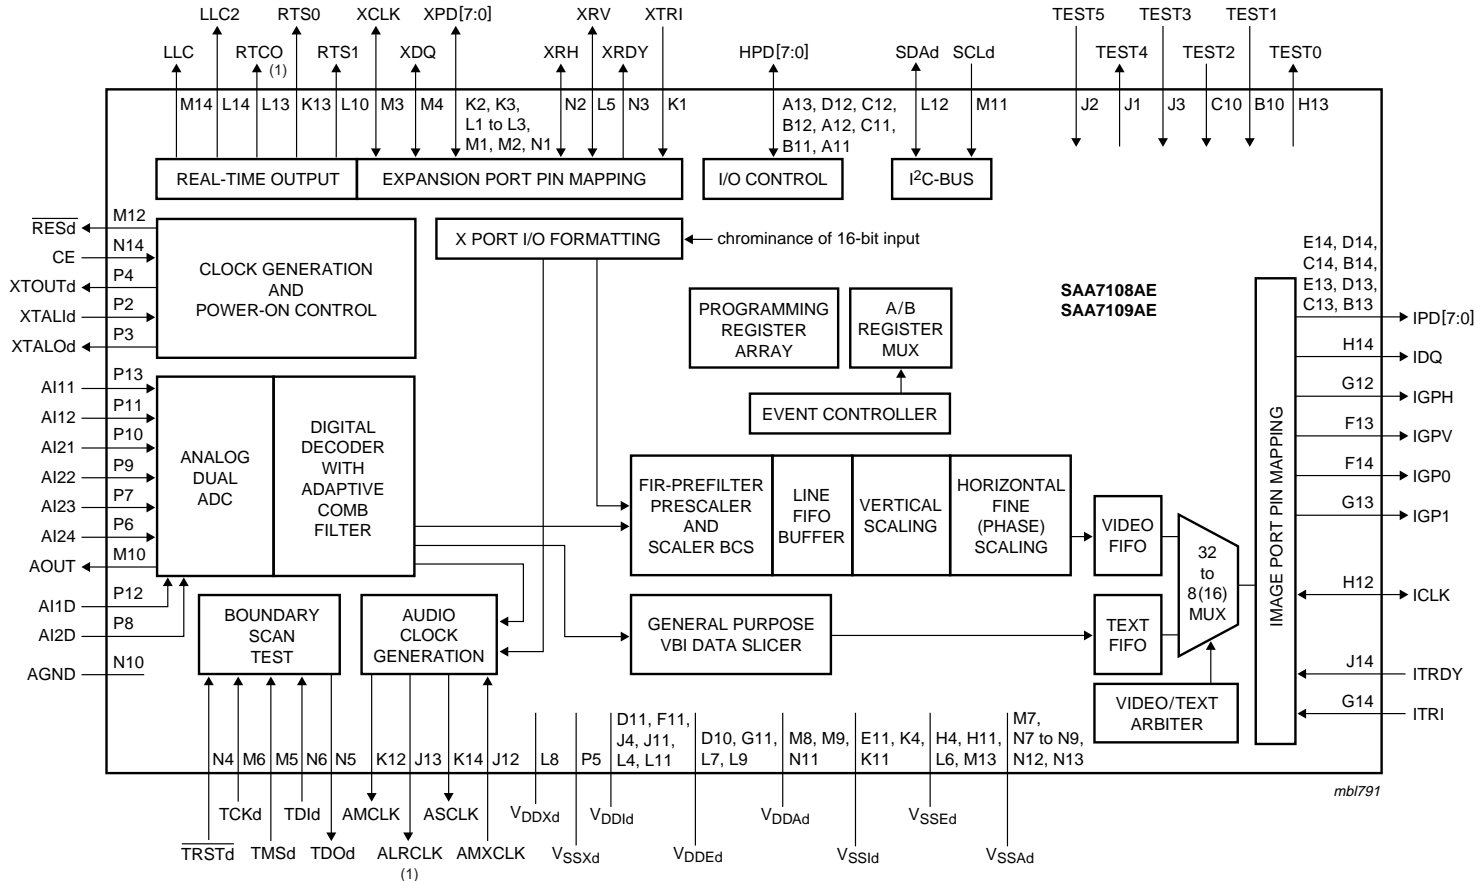 LLC2 RTS0 XCLK XPD[7:0] XRV XTRI TEST5 TEST3 TEST1
LLC RTCO RTS1 XDQ XRH XRDY HPD[7:0] SDAd SCLd TEST4 TEST2 TEST0
(1)
M14 L14 L13 K13 L10 M3 M4 K2, K3, N2 L5 N3 K1 A13, D12, C12, L12 M11 J2 J1 J3 C10 B10 H13
L1 to L3, B12, A12, C11,
M1, M2, N1 B11, A11
REAL-TIME OUTPUT EXPANSION PORT PIN MAPPING I/O CONTROL I2C-BUS
RESd M12
CE N14
XTOUTd P4
XTALId P2
XTALOd P3
CLOCK GENERATION
AND
POWER-ON CONTROL
X PORT I/O FORMATTING chrominance of 16-bit input
PROGRAMMING
REGISTER
ARRAY
A/B
REGISTER
MUX
EVENT CONTROLLER
SAA7108AE
SAA7109AE
E14, D14,
C14, B14,
E13, D13,
C13, B13
IPD[7:0]
H14 IDQ
G12 IGPH
F13 IGPV
F14 IGP0
G13 IGP1
H12 ICLK
J14 ITRDY
G14 ITRI
IMAGE PORT PIN MAPPING
AI11 P13
AI12 P11
AI21 P10
AI22 P9
AI23 P7
AI24 P6
AOUT M10
AI1D P12
AI2D P8
AGND N10
ANALOG
DUAL
ADC
DIGITAL
DECODER
WITH
ADAPTIVE
COMB
FILTER
FIR-PREFILTER
PRESCALER
AND
SCALER BCS
LINE
FIFO
BUFFER
VERTICAL
SCALING
HORIZONTAL
FINE
(PHASE)
SCALING
VIDEO
FIFO
32
to
8(16)
MUX
BOUNDARY
SCAN
TEST
AUDIO
CLOCK
GENERATION
GENERAL PURPOSE
VBI DATA SLICER
TEXT
FIFO
VIDEO/TEXT
ARBITER
D11, F11, M7,
J4, J11, D10, G11, M8, M9, E11, K4, H4, H11, N7 to N9,
N4 M6 M5 N6 N5 K12 J13 K14 J12 L8 P5 L4, L11 L7, L9 N11 K11 L6, M13 N12, N13
mbl791
TCKd TDId AMCLK ASCLK VDDXd VDDId VDDAd VSSEd
TRSTd TMSd TDOd ALRCLK AMXCLK VSSXd VDDEd VSSId VSSAd
(1)